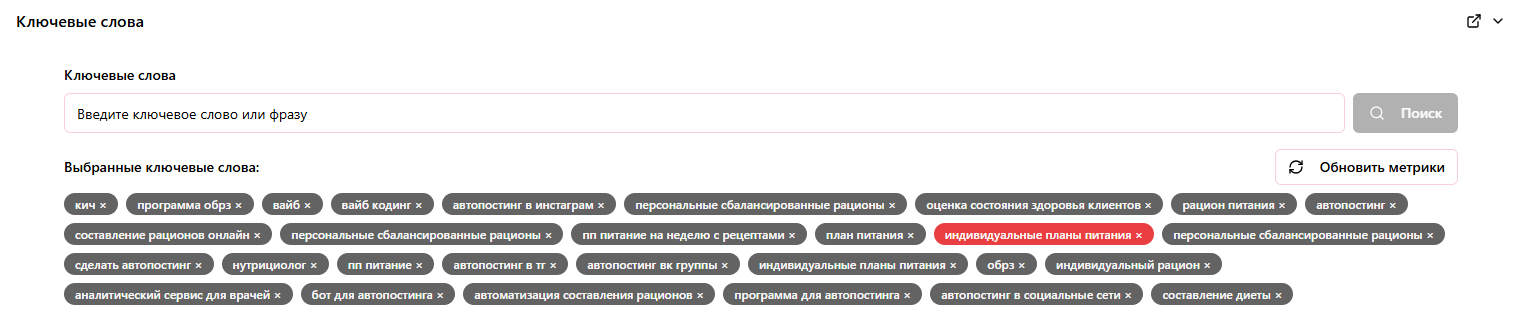 Ключевые слова
Ключевые слова
Введите ключевое слово или фразу
Поиск
Выбранные ключевые слова:
Обновить метрики
кич × программа обрз × вайб × вайб кодинг × автопостинг в инстаграм × персональные сбалансированные рационы × оценка состояния здоровья клиентов × рацион питания × автопостинг ×
составление рационов онлайн × персональные сбалансированные рационы × пп питание на неделю с рецептами × план питания × индивидуальные планы питания × персональные сбалансированные рационы ×
сделать автопостинг × нутрициолог × пп питание × автопостинг в тг × автопостинг вк группы × индивидуальные планы питания × обрз × индивидуальный рацион ×
аналитический сервис для врачей × бот для автопостинга × автоматизация составления рационов × программа для автопостинга × автопостинг в социальные сети × составление диеты ×